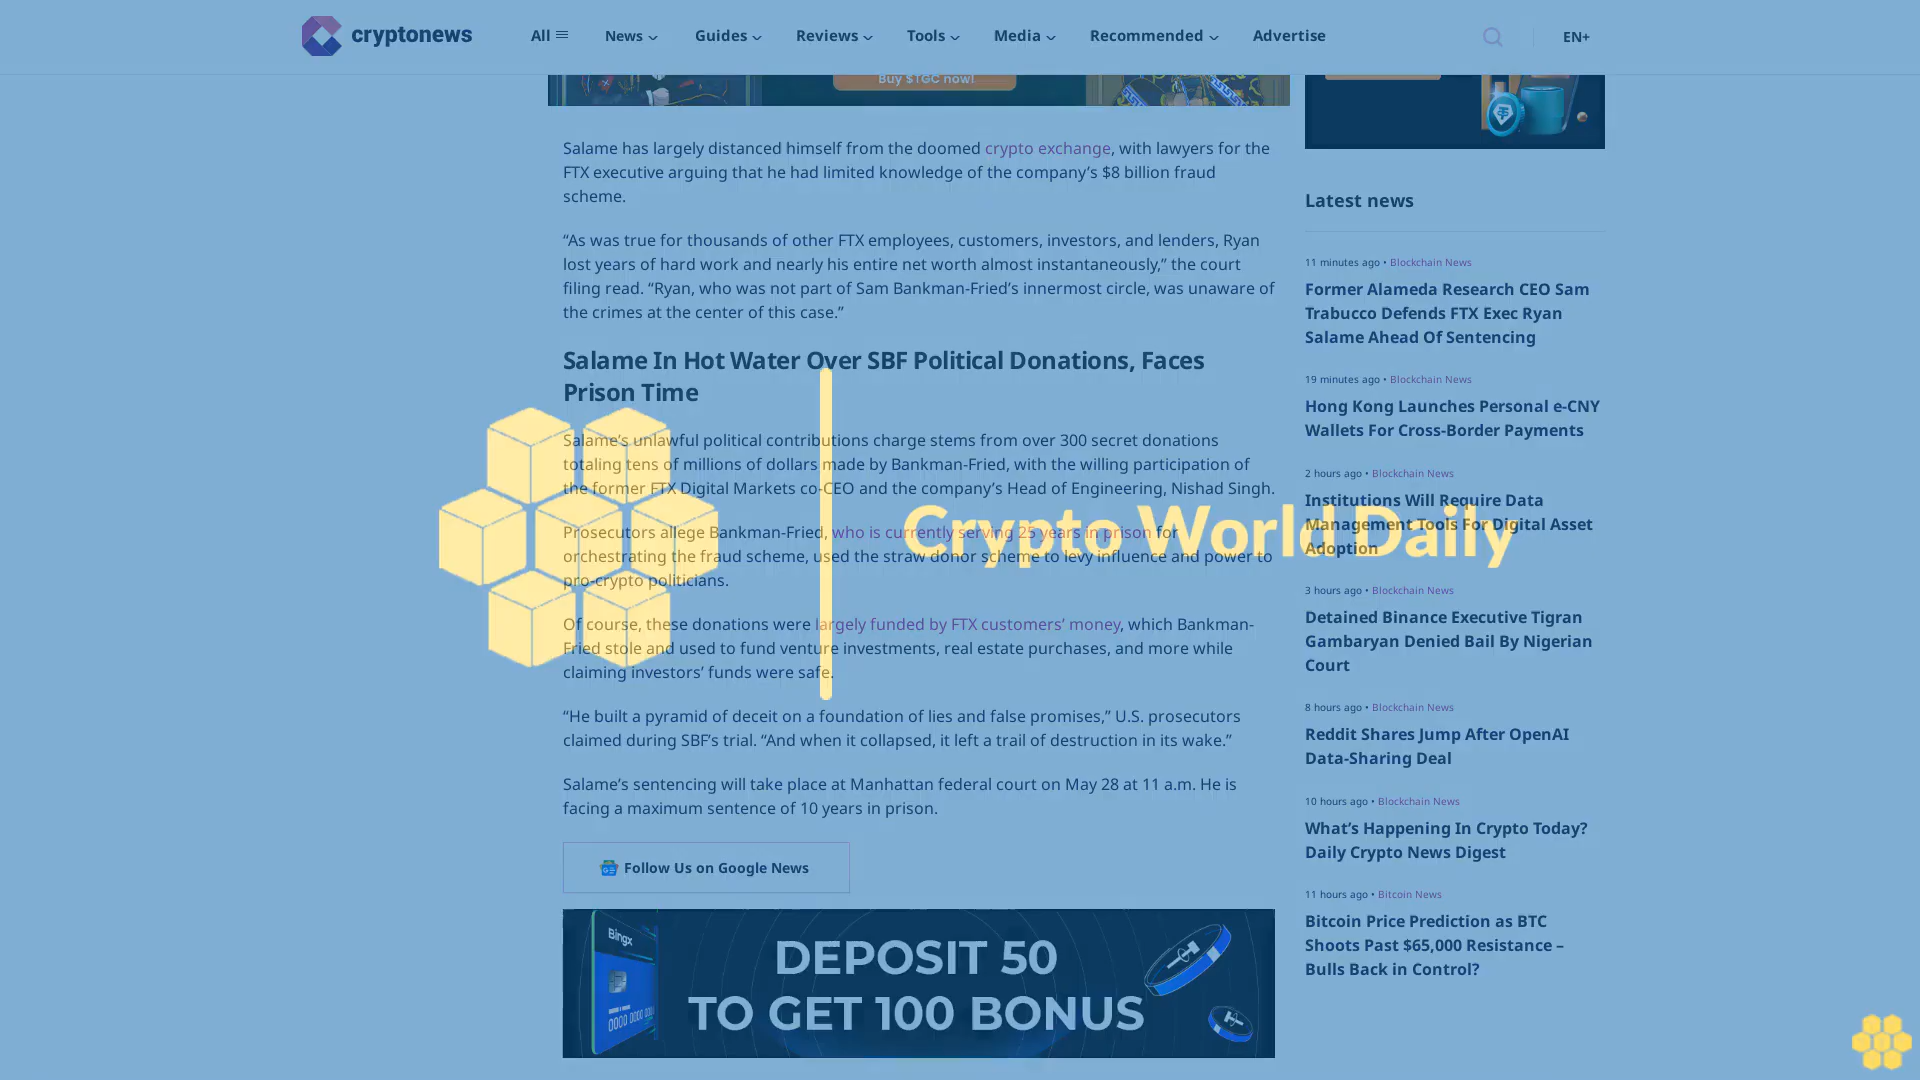 cryptonews
All
News
Guides
Reviews
Tools
Media
Recommended
Advertise
EN+
Buy $TGC now!
Salame has largely distanced himself from the doomed crypto exchange, with lawyers for the
FTX executive arguing that he had limited knowledge of the company’s $8 billion fraud
scheme.
“As was true for thousands of other FTX employees, customers, investors, and lenders, Ryan
lost years of hard work and nearly his entire net worth almost instantaneously,” the court
filing read. “Ryan, who was not part of Sam Bankman-Fried’s innermost circle, was unaware of
the crimes at the center of this case.”
Salame In Hot Water Over SBF Political Donations, Faces
Prison Time
Salame’s unlawful political contributions charge stems from over 300 secret donations
totaling tens of millions of dollars made by Bankman-Fried, with the willing participation of
the former FTX Digital Markets co-CEO and the company’s Head of Engineering, Nishad Singh.
Prosecutors allege Bankman-Fried, who is currently serving 25 years in prison for
orchestrating the fraud scheme, used the straw donor scheme to levy influence and power to
pro-crypto politicians.
Of course, these donations were largely funded by FTX customers’ money, which Bankman-
Fried stole and used to fund venture investments, real estate purchases, and more while
claiming investors’ funds were safe.
“He built a pyramid of deceit on a foundation of lies and false promises,” U.S. prosecutors
claimed during SBF’s trial. “And when it collapsed, it left a trail of destruction in its wake.”
Salame’s sentencing will take place at Manhattan federal court on May 28 at 11 a.m. He is
facing a maximum sentence of 10 years in prison.
Follow Us on Google News
Bingx
DEPOSIT 50
TO GET 100 BONUS
Crypto World Daily
Latest news
11 minutes ago • Blockchain News
Former Alameda Research CEO Sam
Trabucco Defends FTX Exec Ryan
Salame Ahead Of Sentencing
19 minutes ago • Blockchain News
Hong Kong Launches Personal e-CNY
Wallets For Cross-Border Payments
2 hours ago • Blockchain News
Institutions Will Require Data
Management Tools For Digital Asset
Adoption
3 hours ago • Blockchain News
Detained Binance Executive Tigran
Gambaryan Denied Bail By Nigerian
Court
8 hours ago • Blockchain News
Reddit Shares Jump After OpenAI
Data-Sharing Deal
10 hours ago • Blockchain News
What’s Happening In Crypto Today?
Daily Crypto News Digest
11 hours ago • Bitcoin News
Bitcoin Price Prediction as BTC
Shoots Past $65,000 Resistance –
Bulls Back in Control?